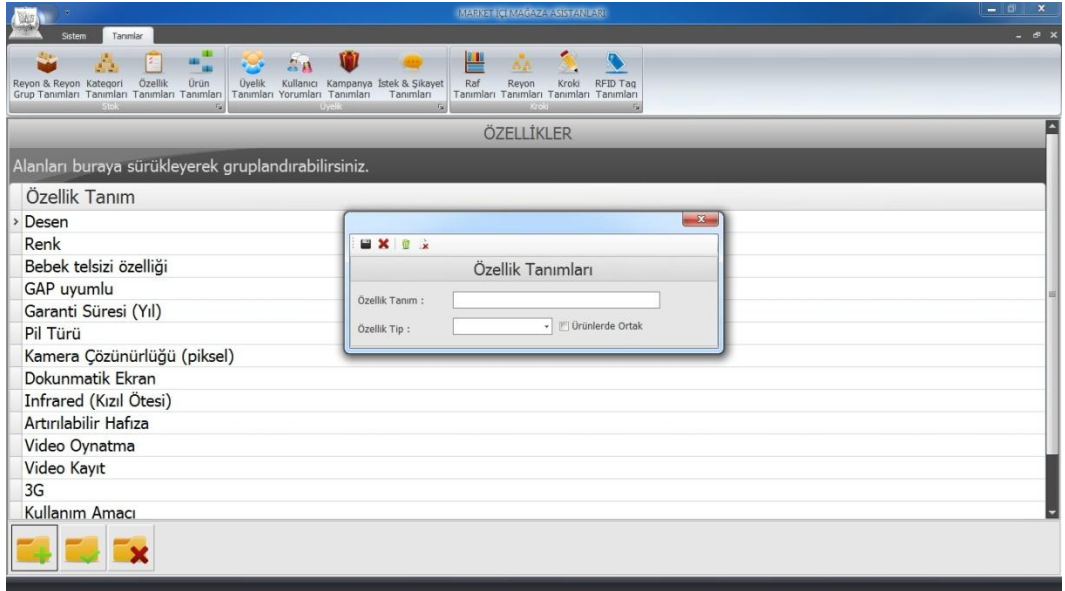 MARKET İÇİ MAĞAZA ASİSTANLARI
Sistem Tanımlar
Reyon & Reyon Grup Tanımları
Kategori Tanımları
Özellik Tanımları
Ürün Tanımları
Stok
Üyelik Tanımları
Kullanıcı Yorumları
Kampanya Tanımları
İstek & Şikayet Tanımları
Üyelik
Raf Tanımları
Reyon Tanımları
Kroki Tanımları
RFID Tag Tanımları
Kroki
ÖZELLİKLER
Alanları buraya sürükleyerek gruplandırabilirsiniz.
Özellik Tanım
Desen
Renk
Bebek telsizi özelliği
GAP uyumlu
Garanti Süresi (Yıl)
Pil Türü
Kamera Çözünürlüğü (piksel)
Dokunmatik Ekran
Infrared (Kızıl Ötesi)
Artırılabilir Hafıza
Video Oynatma
Video Kayıt
3G
Kullanım Amacı
Özellik Tanımları
Özellik Tanım :
Özellik Tip :
Ürünlerde Ortak